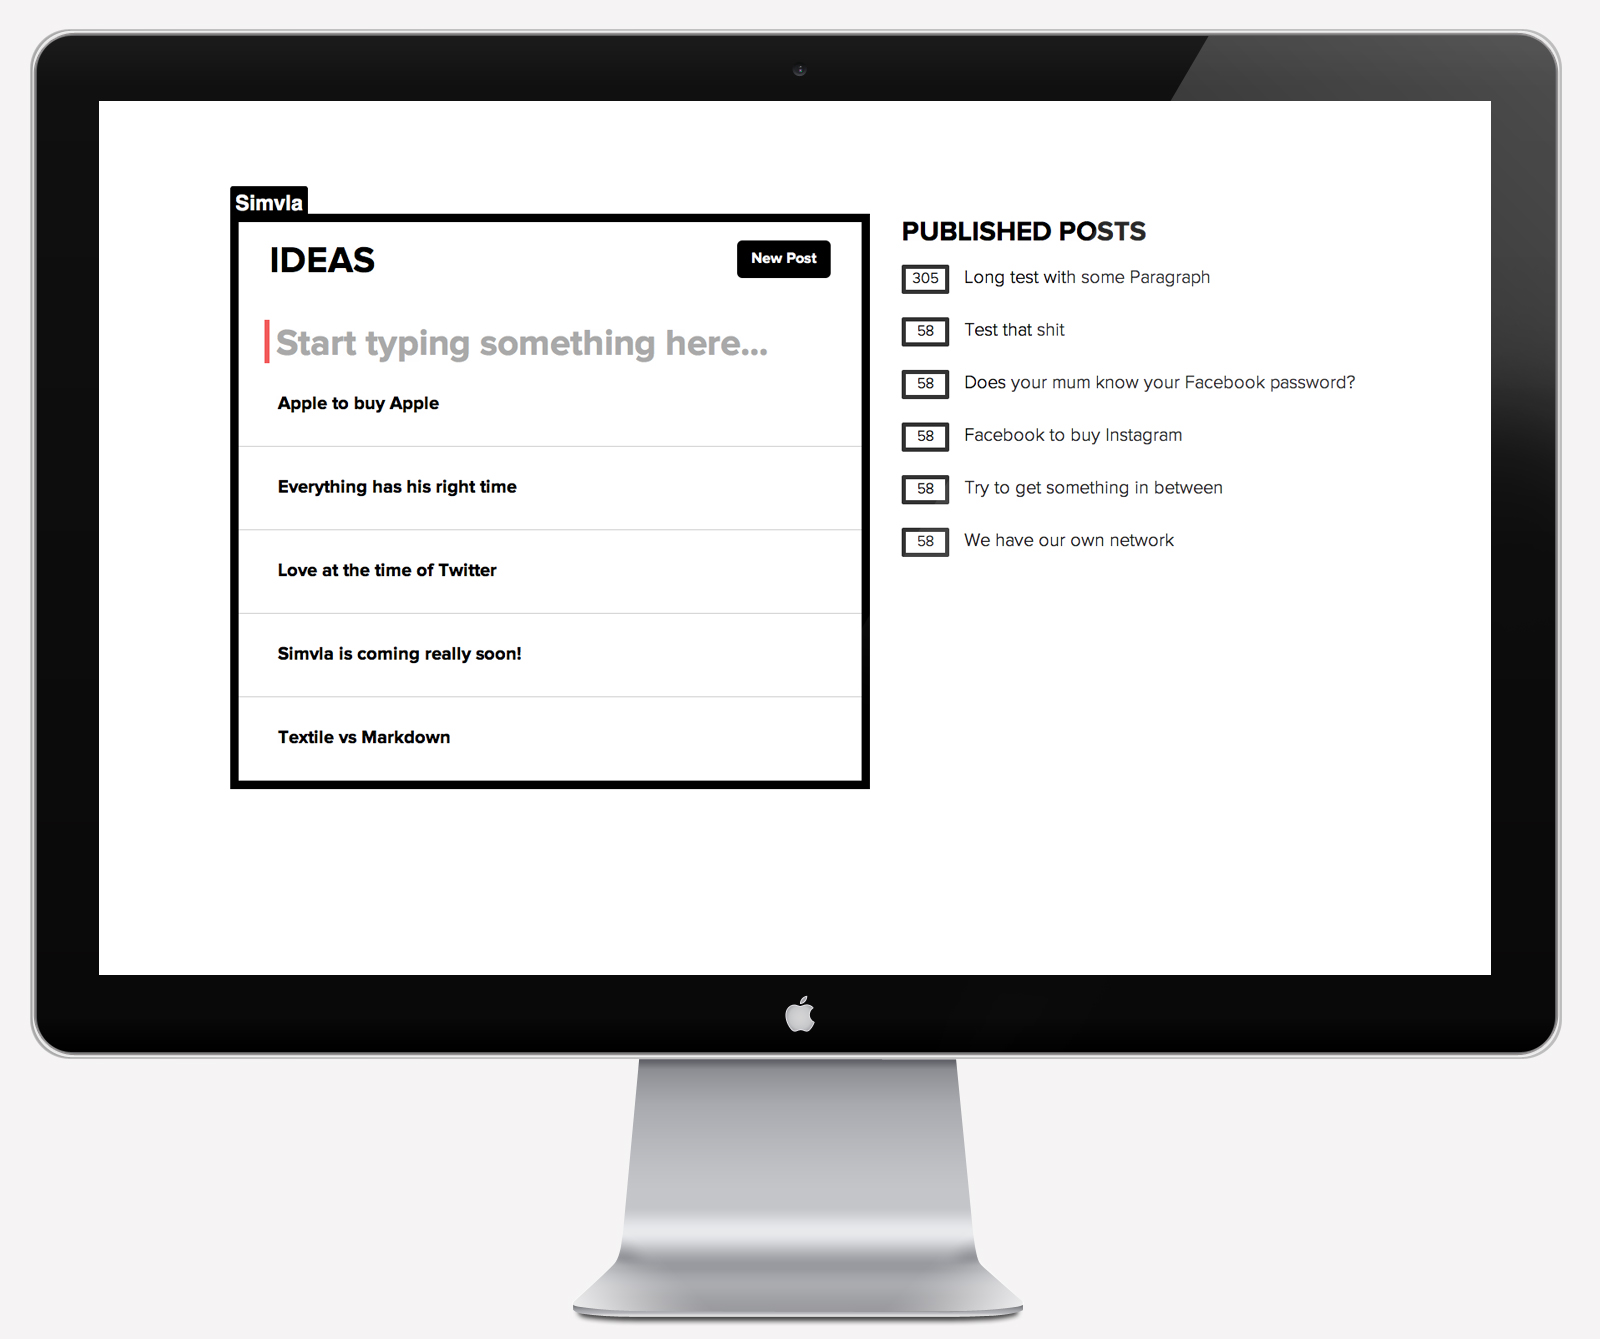 Simvla
IDEAS
New Post
Start typing something here...
Apple to buy Apple
Everything has his right time
Love at the time of Twitter
Simvla is coming really soon!
Textile vs Markdown
PUBLISHED POSTS
305 Long test with some Paragraph
58 Test that shit
58 Does your mum know your Facebook password?
58 Facebook to buy Instagram
58 Try to get something in between
58 We have our own network